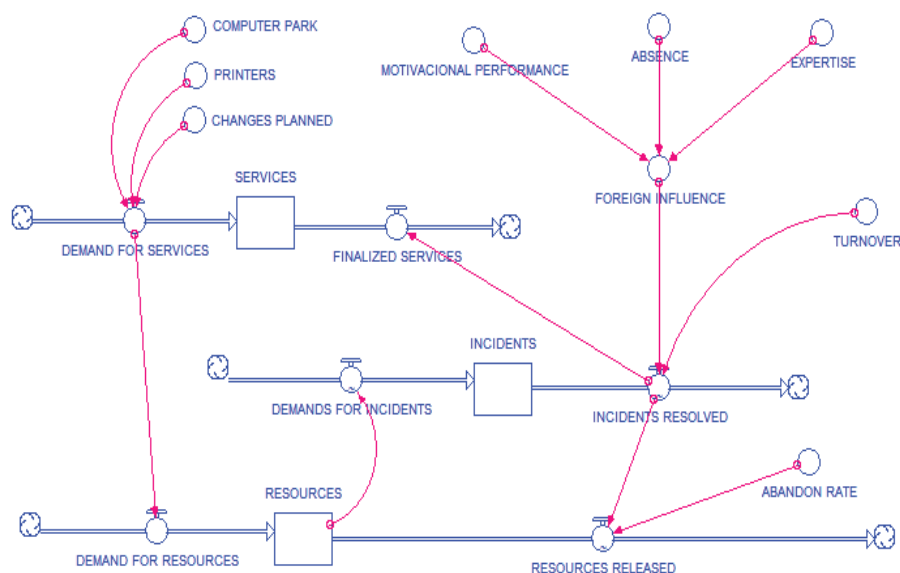 COMPUTER PARK
PRINTERS
CHANGES PLANNED
MOTIVACIONAL PERFORMANCE
ABSENCE
EXPERTISE
SERVICES
FOREIGN INFLUENCE
DEMAND FOR SERVICES
FINALIZED SERVICES
TURNOVER
INCIDENTS
DEMANDS FOR INCIDENTS
INCIDENTS RESOLVED
RESOURCES
ABANDON RATE
DEMAND FOR RESOURCES
RESOURCES RELEASED